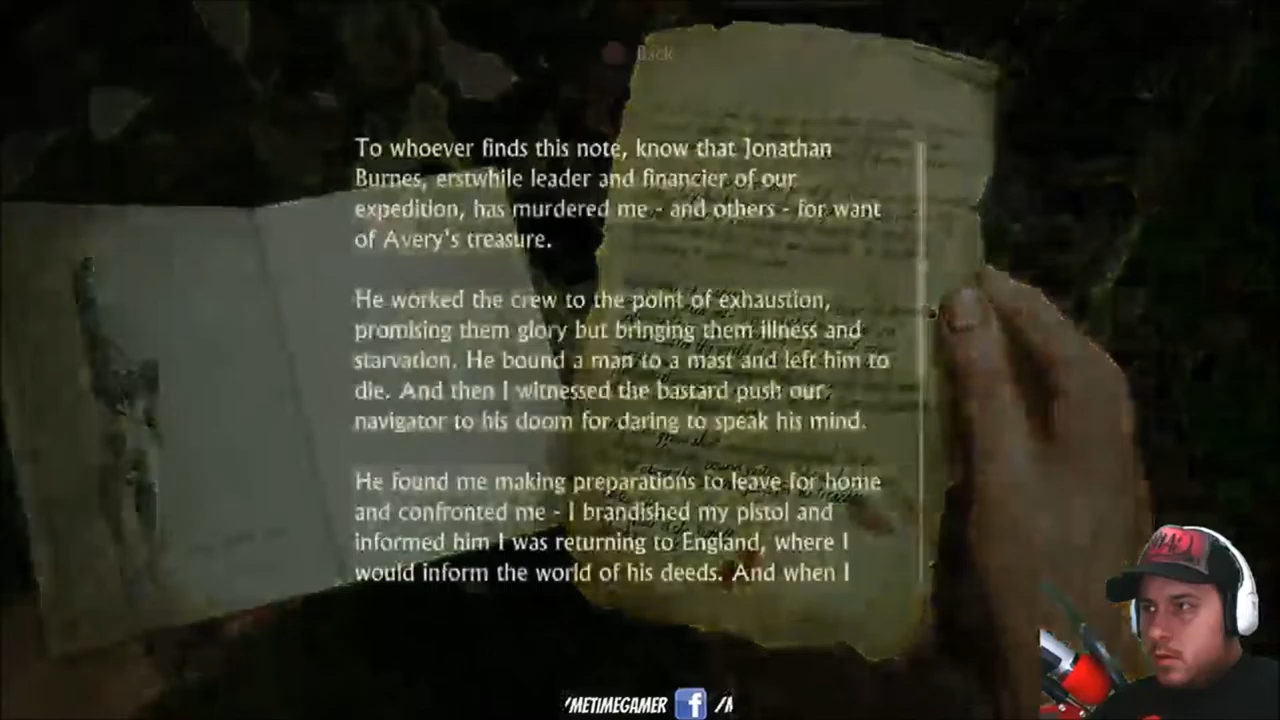 Back
To whoever finds this note, know that Jonathan
Burnes, erstwhile leader and financier of our
expedition, has murdered me - and others - for want
of Avery's treasure.
He worked the crew to the point of exhaustion,
promising them glory but bringing them illness and
starvation. He bound a man to a mast and left him to
die. And then I witnessed the bastard push our
navigator to his doom for daring to speak his mind.
He found me making preparations to leave for home
and confronted me - I brandished my pistol and
informed him I was returning to England, where I
would inform the world of his deeds. And when I
/METIMEGAMER f /M